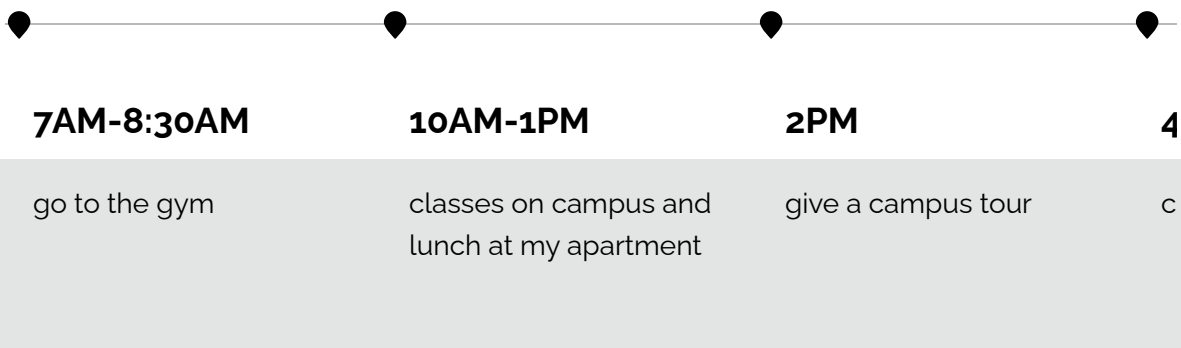 7AM-8:30AM
go to the gym
10AM-1PM
classes on campus and
lunch at my apartment
2PM
give a campus tour
4
c